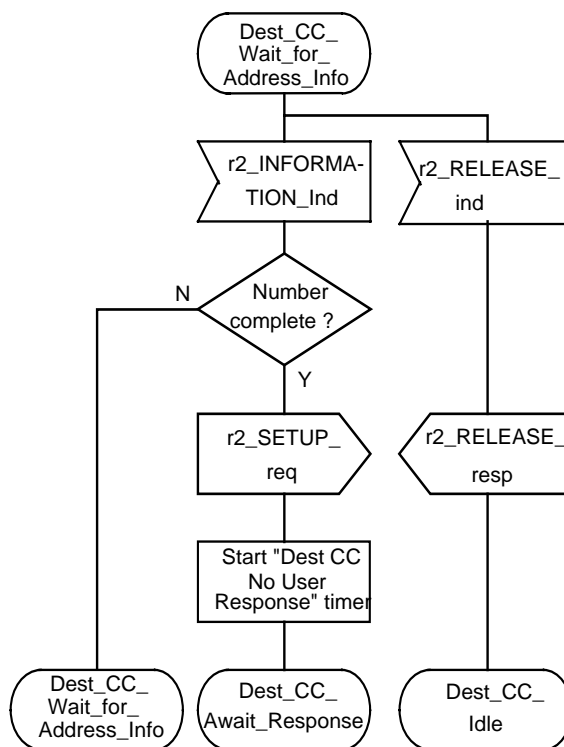 Dest_CC_
Wait_for_
Address_Info
r2_INFORMA-
TION_Ind
r2_RELEASE_
ind
N
Number
complete ?
Y
r2_SETUP_
req
r2_RELEASE_
resp
Start "Dest CC
No User
Response" timer
Dest_CC_
Wait_for_
Address_Info
Dest_CC_
Await_Response
Dest_CC_
Idle